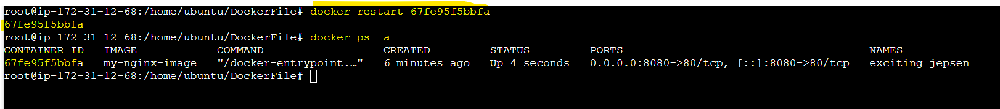 root@ip-172-31-12-68:/home/ubuntu/DockerFile# docker restart 67fe95f5bbfa
67fe95f5bbfa
root@ip-172-31-12-68:/home/ubuntu/DockerFile# docker ps -a
CONTAINER ID   IMAGE            COMMAND                  CREATED         STATUS         PORTS                                     NAMES
67fe95f5bbfa   my-nginx-image   "/docker-entrypoint.…"   6 minutes ago   Up 4 seconds   0.0.0.0:8080->80/tcp, [::]:8080->80/tcp   exciting_jepsen
root@ip-172-31-12-68:/home/ubuntu/DockerFile#